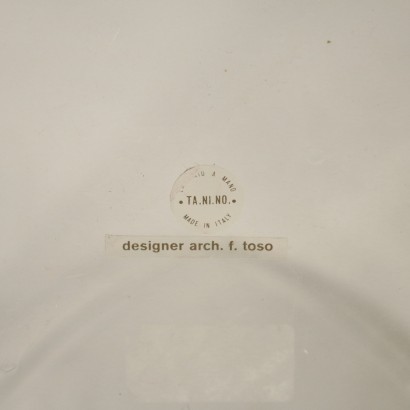 A MANO
• TA.NI.NO. •
MADE IN ITALY
designer arch. f. toso